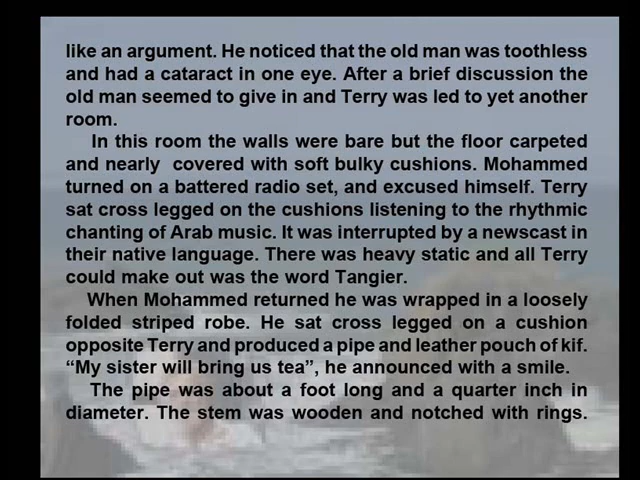 like an argument. He noticed that the old man was toothless
and had a cataract in one eye. After a brief discussion the
old man seemed to give in and Terry was led to yet another
room.
In this room the walls were bare but the floor carpeted
and nearly covered with soft bulky cushions. Mohammed
turned on a battered radio set, and excused himself. Terry
sat cross legged on the cushions listening to the rhythmic
chanting of Arab music. It was interrupted by a newscast in
their native language. There was heavy static and all Terry
could make out was the word Tangier.
When Mohammed returned he was wrapped in a loosely
folded striped robe. He sat cross legged on a cushion
opposite Terry and produced a pipe and leather pouch of kif.
“My sister will bring us tea”, he announced with a smile.
The pipe was about a foot long and a quarter inch in
diameter. The stem was wooden and notched with rings.